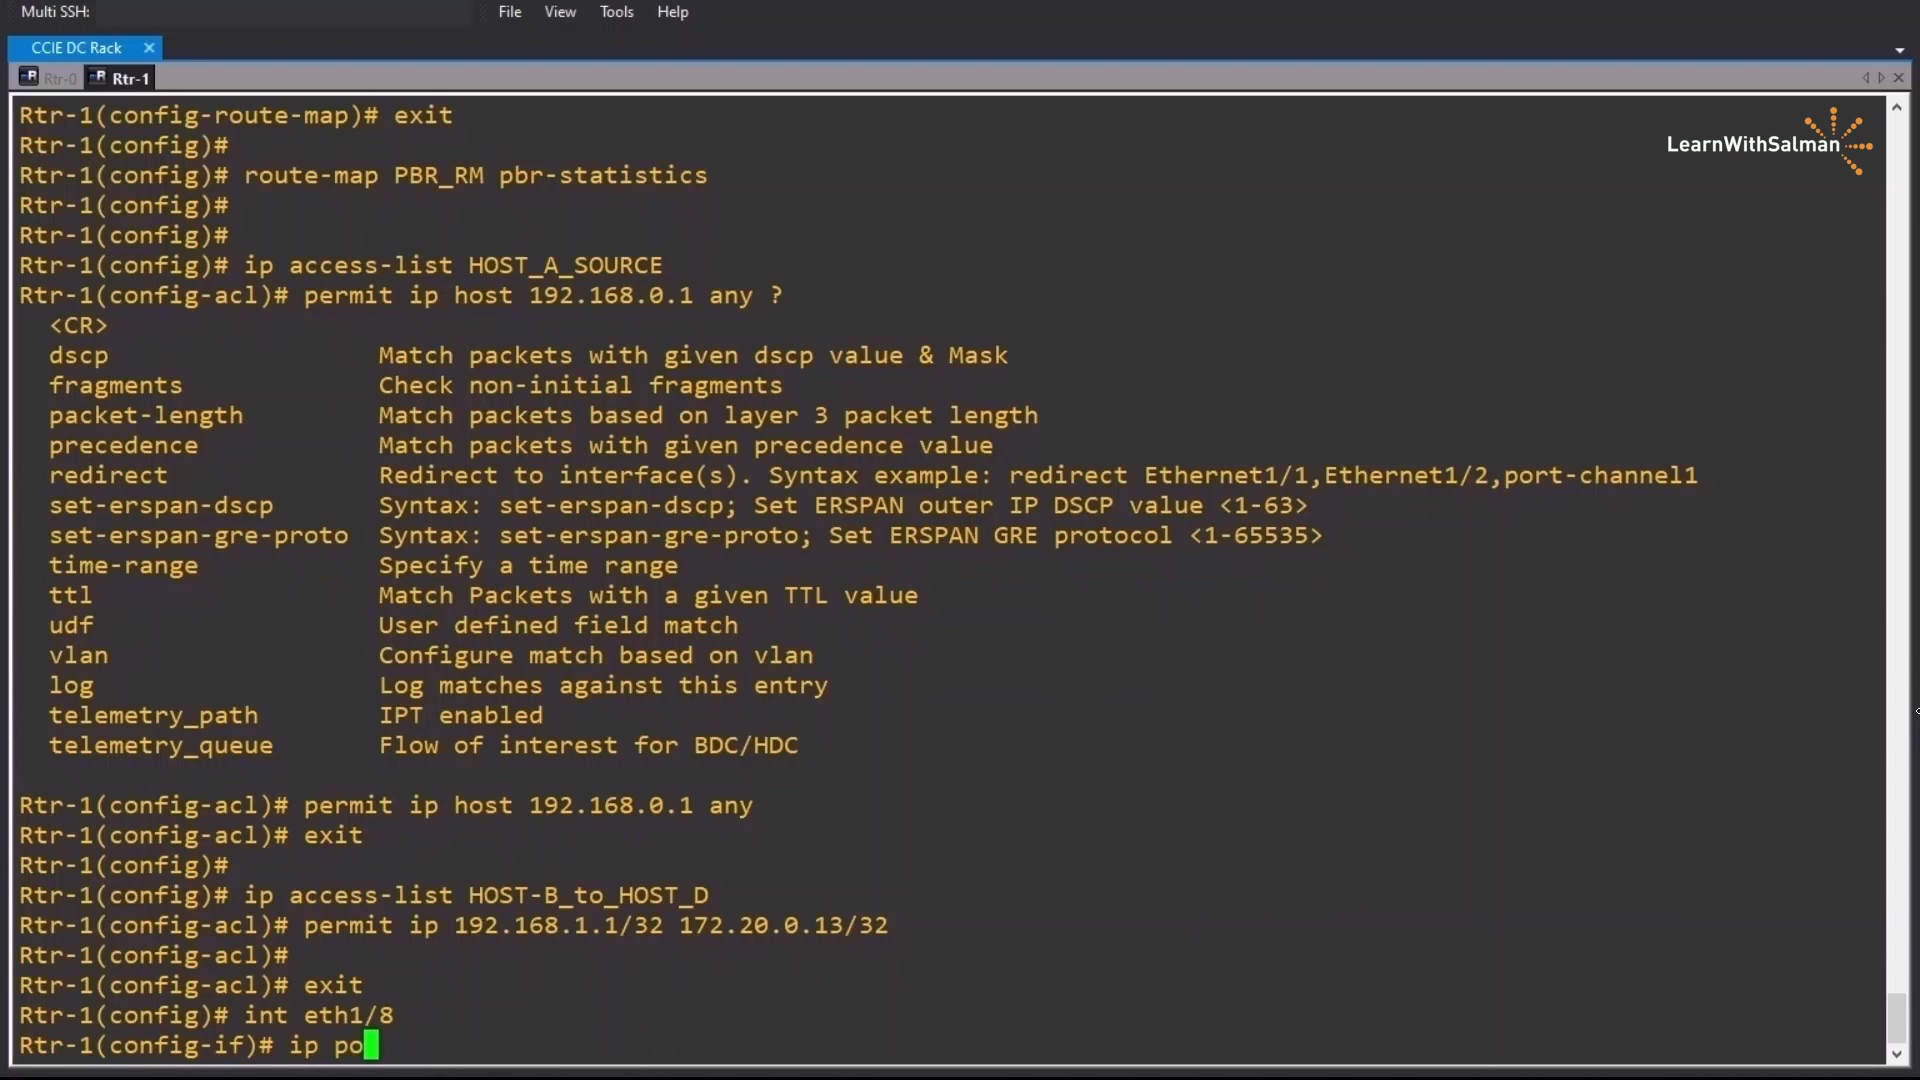 Multi SSH:
File View Tools Help
CCIE DC Rack
Rtr-0 Rtr-1
LearnWithSalman
Rtr-1(config-route-map)# exit
Rtr-1(config)#
Rtr-1(config)# route-map PBR_RM pbr-statistics
Rtr-1(config)#
Rtr-1(config)#
Rtr-1(config)# ip access-list HOST_A_SOURCE
Rtr-1(config-acl)# permit ip host 192.168.0.1 any ?
<CR>
dscp Match packets with given dscp value & Mask
fragments Check non-initial fragments
packet-length Match packets based on layer 3 packet length
precedence Match packets with given precedence value
redirect Redirect to interface(s). Syntax example: redirect Ethernet1/1,Ethernet1/2,port-channel1
set-erspan-dscp Syntax: set-erspan-dscp; Set ERSPAN outer IP DSCP value <1-63>
set-erspan-gre-proto Syntax: set-erspan-gre-proto; Set ERSPAN GRE protocol <1-65535>
time-range Specify a time range
ttl Match Packets with a given TTL value
udf User defined field match
vlan Configure match based on vlan
log Log matches against this entry
telemetry_path IPT enabled
telemetry_queue Flow of interest for BDC/HDC
Rtr-1(config-acl)# permit ip host 192.168.0.1 any
Rtr-1(config-acl)# exit
Rtr-1(config)#
Rtr-1(config)# ip access-list HOST-B_to_HOST_D
Rtr-1(config-acl)# permit ip 192.168.1.1/32 172.20.0.13/32
Rtr-1(config-acl)#
Rtr-1(config-acl)# exit
Rtr-1(config)# int eth1/8
Rtr-1(config-if)# ip po